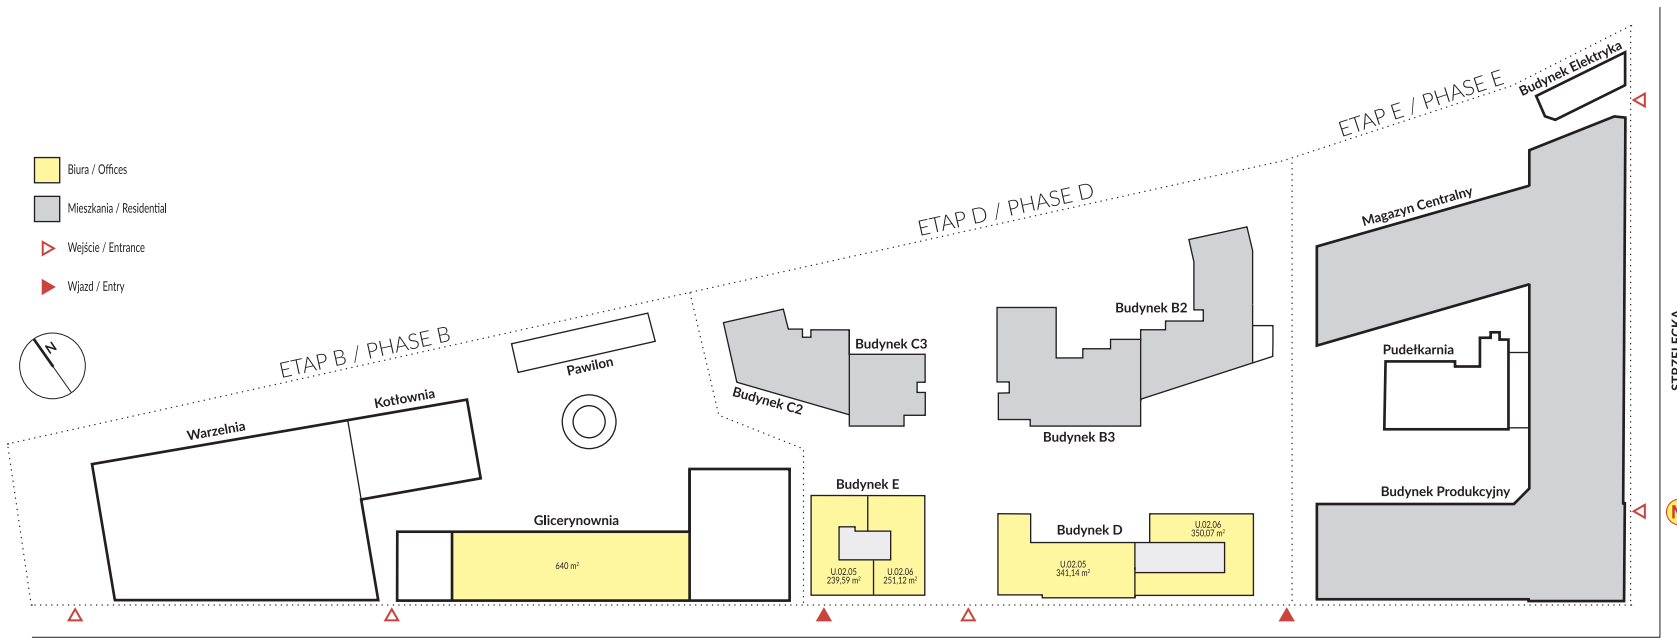 Biura / Offices
Mieszkania / Residential
Wejście / Entrance
Wjazd / Entry
N
ETAP B / PHASE B
ETAP D / PHASE D
ETAP E / PHASE E
Budynek Elektryka
Magazyn Centralny
Pudełkarnia
Budynek Produkcyjny
STRZELECKA
Pawilon
Kotłownia
Warzelnia
Glicerynownia
640 m²
Budynek C3
Budynek C2
Budynek B2
Budynek B3
Budynek E
U.02.05
239,59 m²
U.02.06
251,12 m²
Budynek D
U.02.06
350,07 m²
U.02.05
341,14 m²